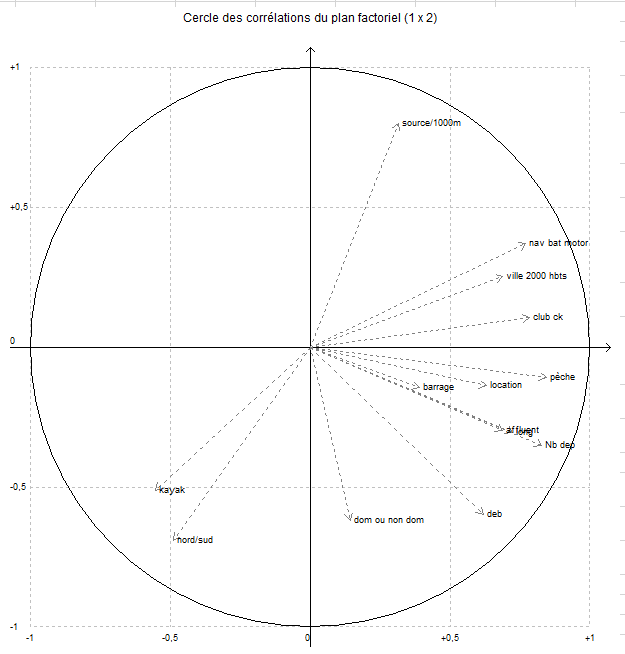 Cercle des corrélations du plan factoriel (1 x 2)
+1
source/1000m
+0,5
nav bat motor
ville 2000 hbts
club ck
0
pêche
location
barrage
affluent
long
Nb dep
-0,5
kayak
deb
dom ou non dom
nord/sud
-1
-1
-0,5
0
+0,5
+1